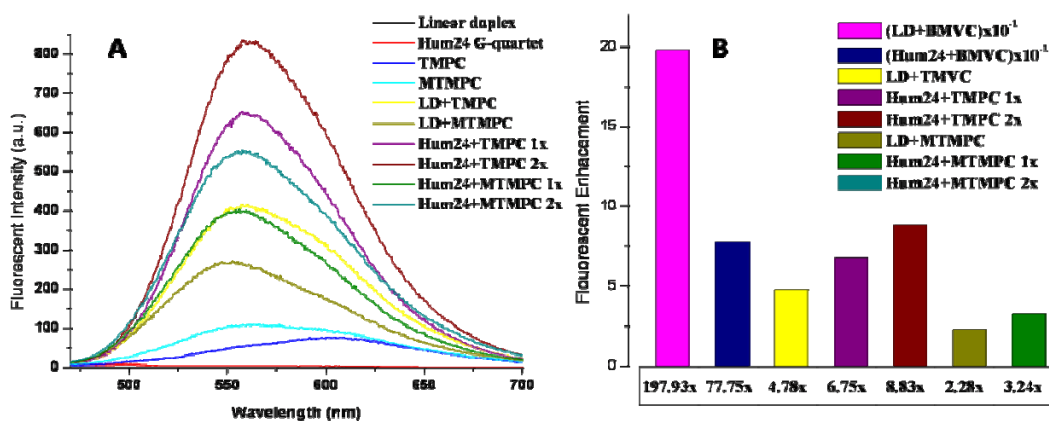 A
Linear duplex
Hum24 G-quartet
TMPC
MTMPC
LD+TMPC
LD+MTMPC
Hum24+TMPC 1x
Hum24+TMPC 2x
Hum24+MTMPC 1x
Hum24+MTMPC 2x
Fluorescent Intensity (a.u.)
800
700
600
500
400
300
200
100
0
500
550
600
650
700
Wavelength (nm)
B
(LD+BMVC)x10⁻¹
(Hum24+BMVC)x10⁻¹
LD+TMVC
Hum24+TMPC 1x
Hum24+TMPC 2x
LD+MTMPC
Hum24+MTMPC 1x
Hum24+MTMPC 2x
Flouorescent Enhacement
20
15
10
5
0
197.93x
77.75x
4.78x
6.75x
8.83x
2.28x
3.24x